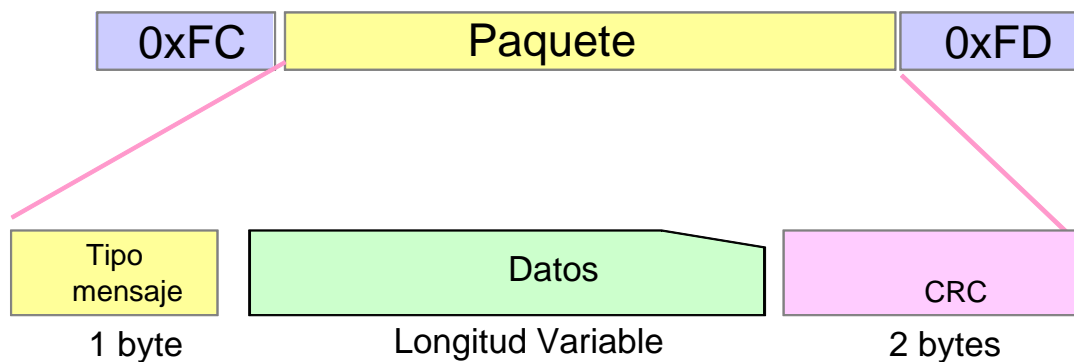 0xFC Paquete 0xFD
Tipo
mensaje
Datos
CRC
1 byte Longitud Variable 2 bytes